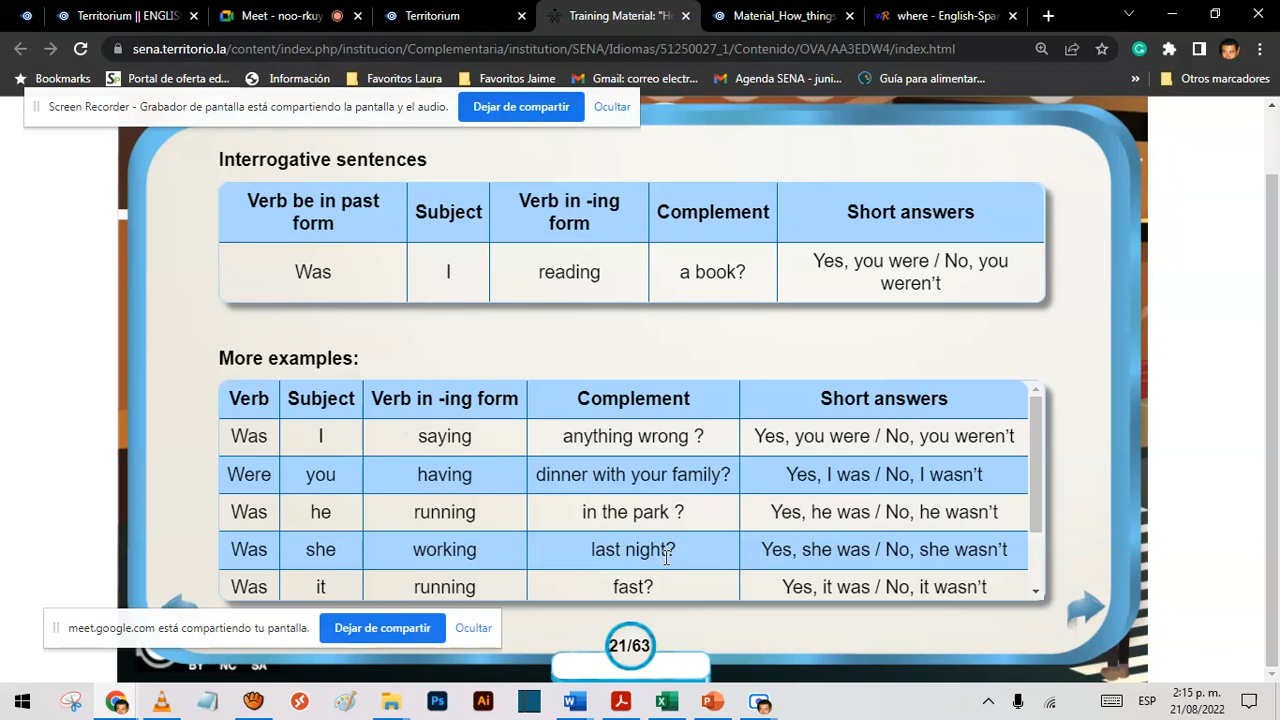 Territorium || ENGLIS
Meet - noo-rkuy
Territorium
Training Material: "He
Material_How_things
where - English-Spar
sena.territorio.la/content/index.php/institucion/Complementaria/institution/SENA/Idiomas/51250027_1/Contenido/OVA/AA3EDW4/index.html
Bookmarks
Portal de oferta ed...
Información
Favoritos Laura
Favoritos Jaime
Gmail: correo electr...
Agenda SENA - juni...
Guía para alimentar...
»
Otros marcadores
Screen Recorder - Grabador de pantalla está compartiendo la pantalla y el audio.
Dejar de compartir
Ocultar
Interrogative sentences
Verb be in past form Subject Verb in -ing form Complement Short answers
Was I reading a book? Yes, you were / No, you weren't
More examples:
Verb Subject Verb in -ing form Complement Short answers
Was I saying anything wrong ? Yes, you were / No, you weren't
Were you having dinner with your family? Yes, I was / No, I wasn't
Was he running in the park ? Yes, he was / No, he wasn't
Was she working last night? Yes, she was / No, she wasn't
Was it running fast? Yes, it was / No, it wasn't
meet.google.com está compartiendo tu pantalla.
Dejar de compartir
Ocultar
21/63
BY NC SA
ESP
2:15 p. m.
21/08/2022